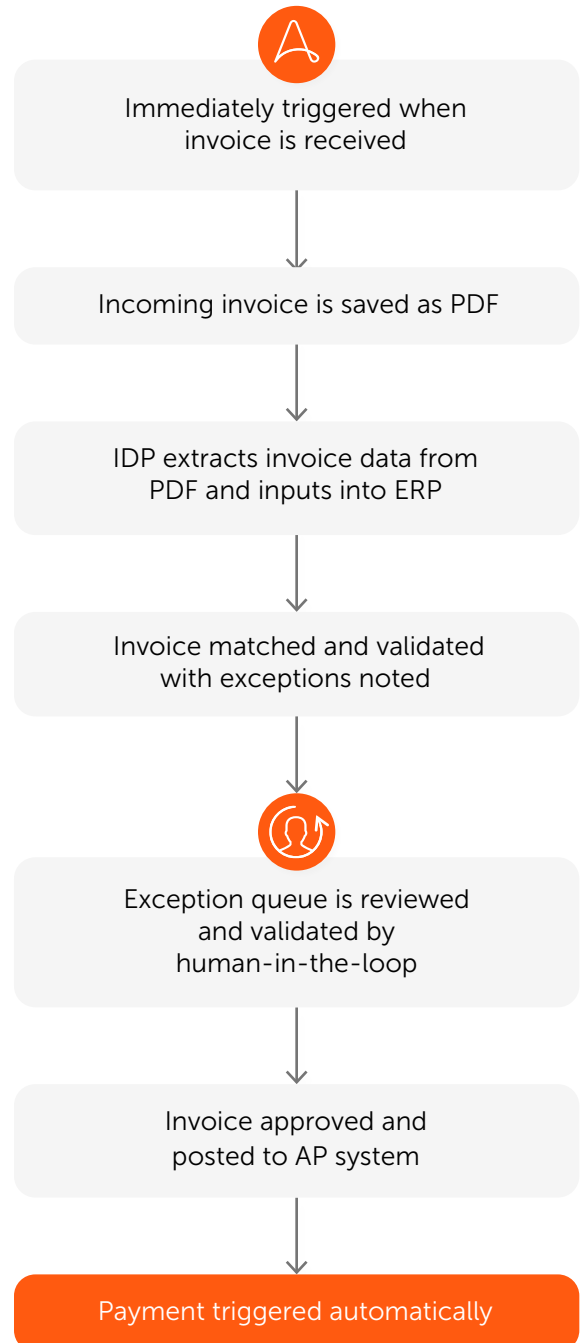 Immediately triggered when
invoice is received
Incoming invoice is saved as PDF
IDP extracts invoice data from
PDF and inputs into ERP
Invoice matched and validated
with exceptions noted
Exception queue is reviewed
and validated by
human-in-the-loop
Invoice approved and
posted to AP system
Payment triggered automatically